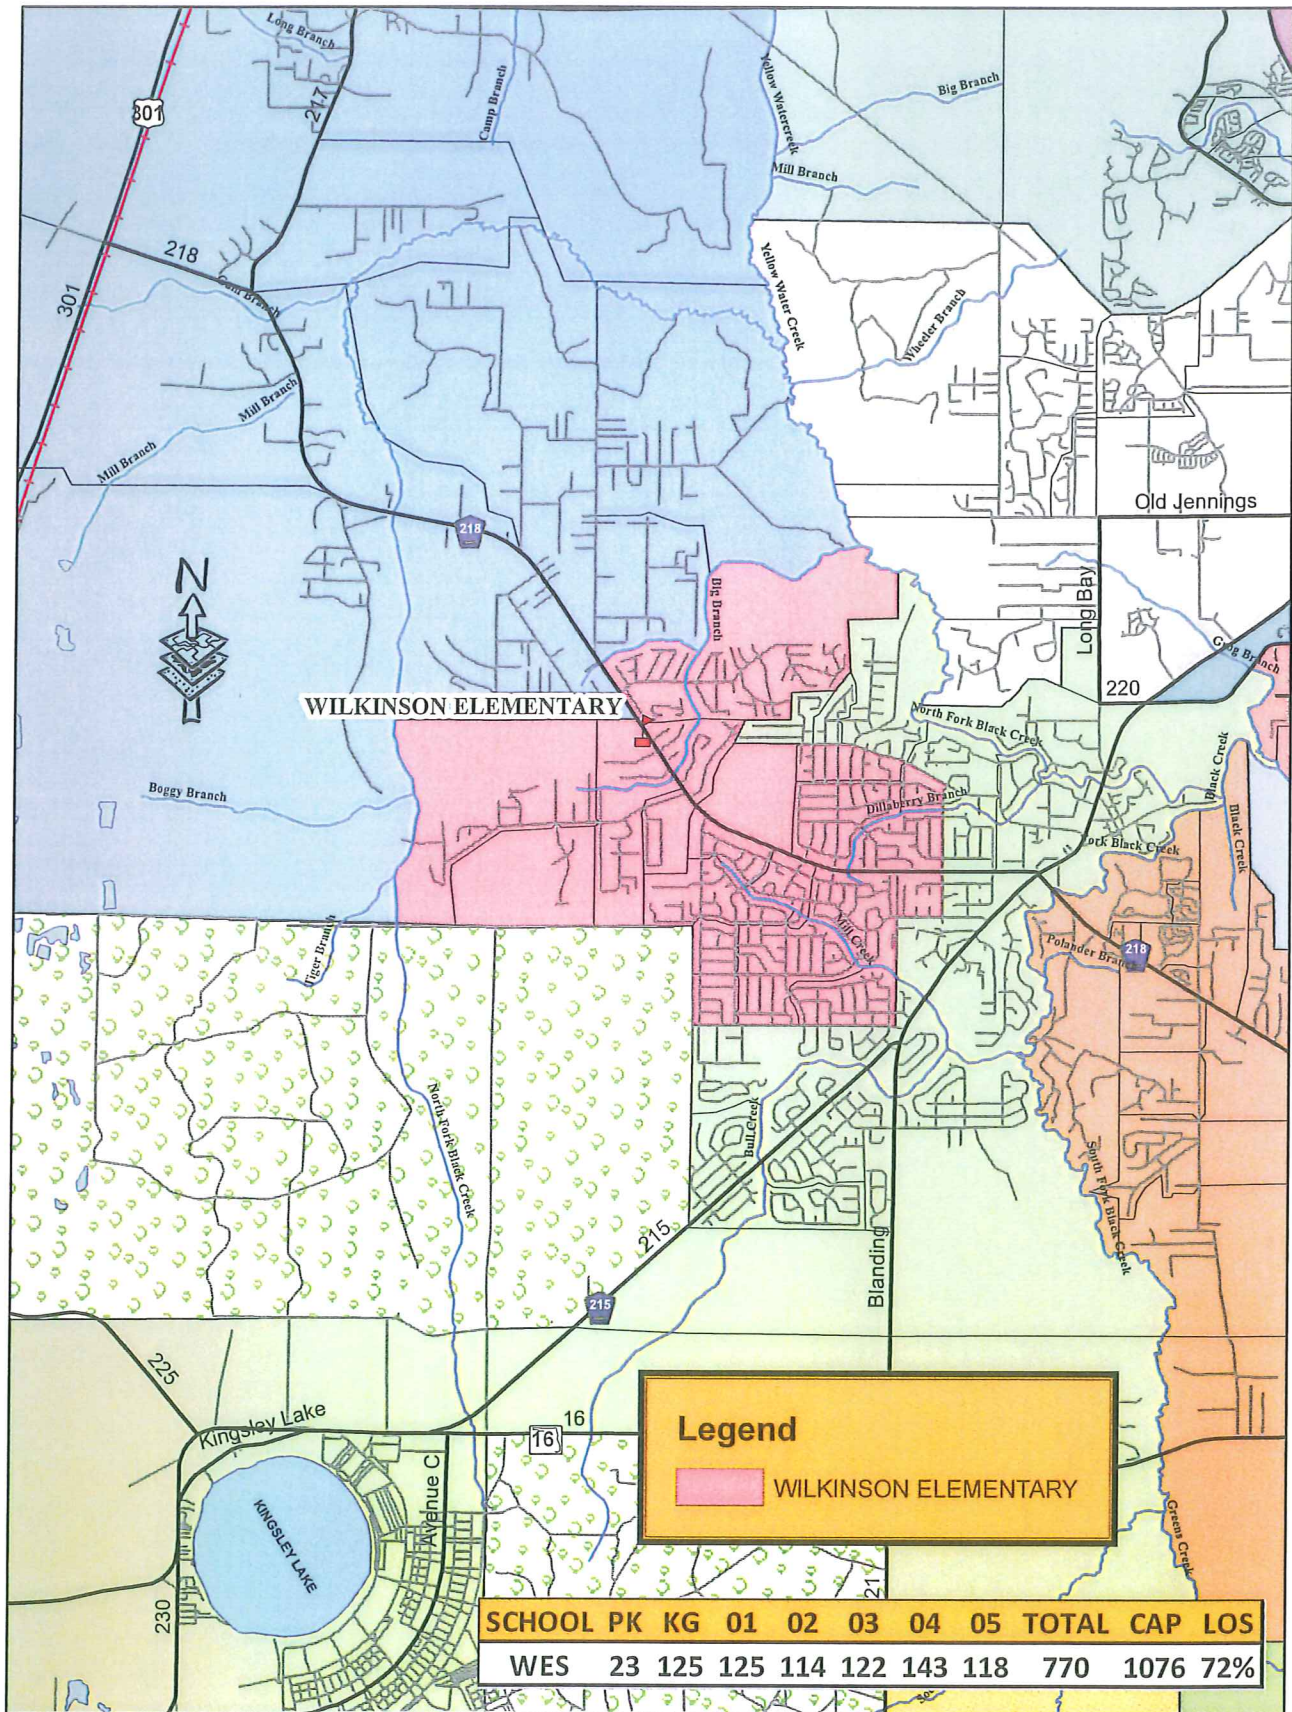 Long Branch
301
217
Camp Branch
Yellow Watercreek
Big Branch
Mill Branch
218
301
Gum Branch
Yellow Water Creek
Wheeler Branch
Mill Branch
Mill Branch
Old Jennings
218
N
Big Branch
Long Bay
Grog Branch
220
WILKINSON ELEMENTARY
North Fork Black Creek
Black Creek
Boggy Branch
Dillaberry Branch
Black Creek
Fork Black Creek
Mill Creek
Tiger Branch
Polander Branch
218
North Fork Black Creek
Bull Creek
South Fork Black Creek
215
Blanding
215
225
Kingsley Lake
16
16
Legend
WILKINSON ELEMENTARY
Avenue C
KINGSLEY LAKE
Greens Creek
230
21
SCHOOL PK KG 01 02 03 04 05 TOTAL CAP LOS
WES 23 125 125 114 122 143 118 770 1076 72%